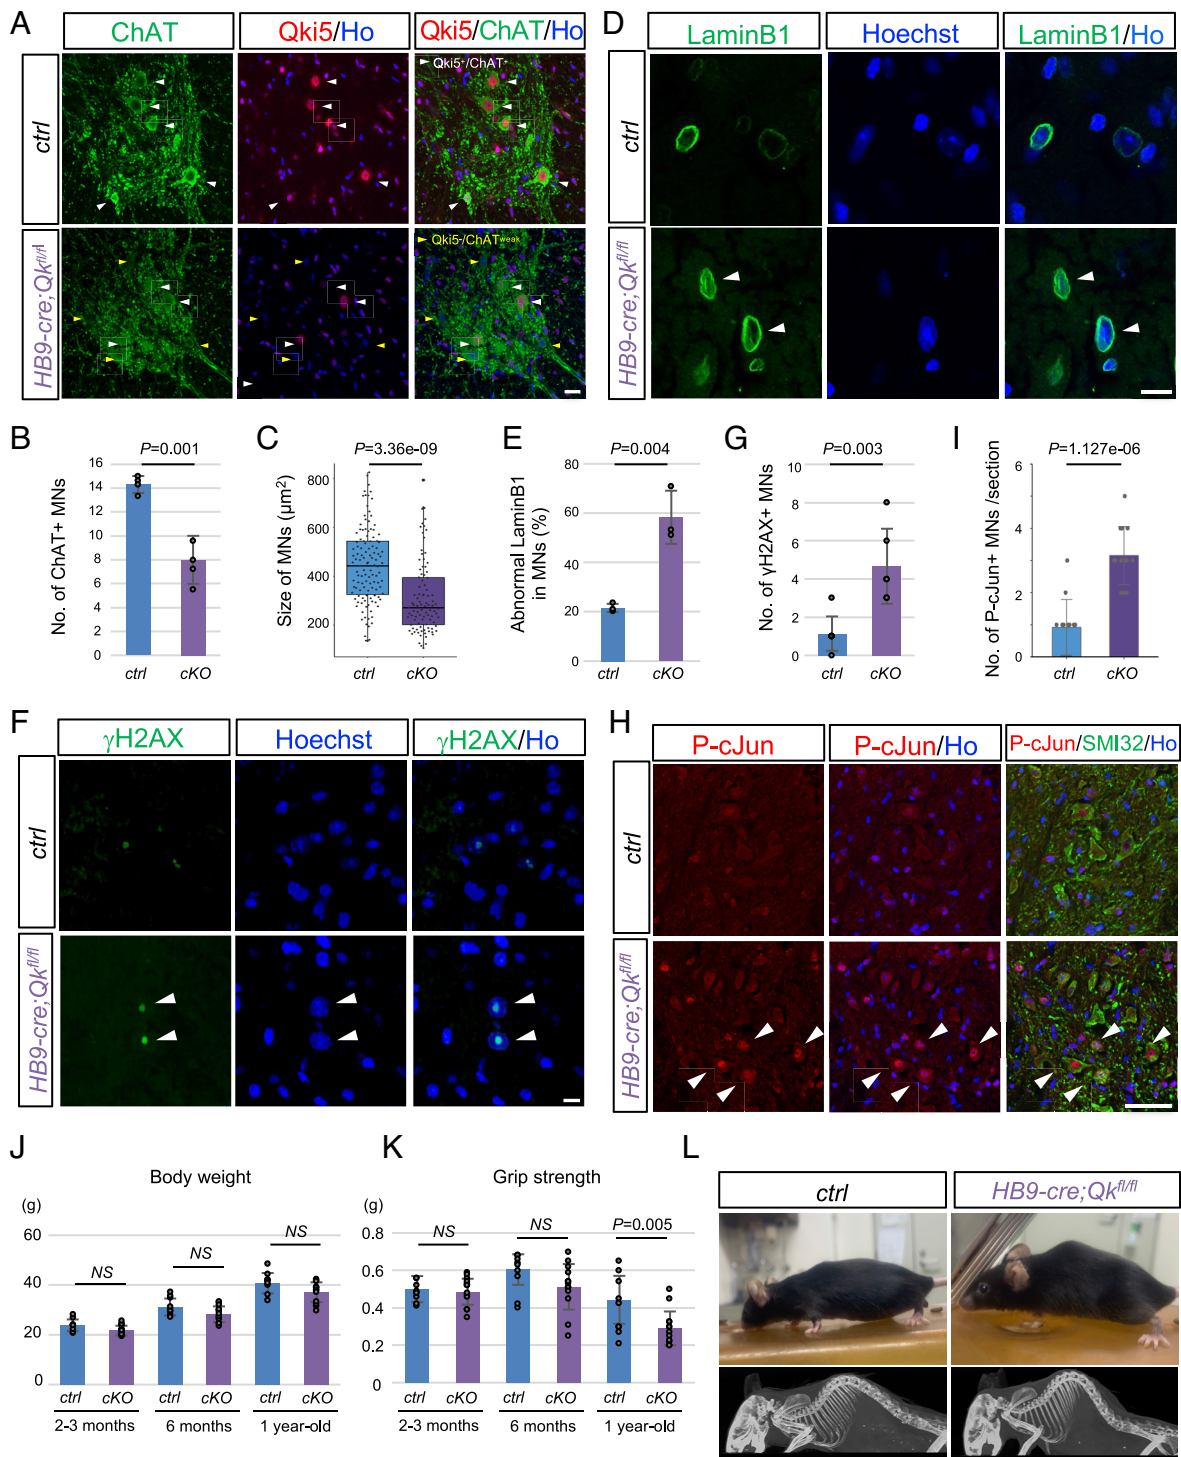 A
ChAT
Qki5/Ho
Qki5/ChAT/Ho
ctrl
Qki5⁺/ChAT⁺
HB9-cre;Qkfl/fl
Qki5⁻/ChATweak
D
LaminB1
Hoechst
LaminB1/Ho
ctrl
HB9-cre;Qkfl/fl
B
P=0.001
No. of ChAT+ MNs
16
14
12
10
8
6
4
2
0
ctrl
cKO
C
P=3.36e-09
Size of MNs (μm²)
800
600
400
200
ctrl
cKO
E
P=0.004
Abnormal LaminB1
in MNs (%)
80
60
40
20
0
ctrl
cKO
G
P=0.003
No. of γH2AX+ MNs
10
8
6
4
2
0
ctrl
cKO
I
P=1.127e-06
No. of P-cJun+ MNs /section
6
5
4
3
2
1
0
ctrl
cKO
F
γH2AX
Hoechst
γH2AX/Ho
ctrl
HB9-cre;Qkfl/fl
H
P-cJun
P-cJun/Ho
P-cJun/SMI32/Ho
ctrl
HB9-cre;Qkfl/fl
J
Body weight
(g)
60
40
20
0
NS
NS
NS
ctrl
cKO
ctrl
cKO
ctrl
cKO
2-3 months
6 months
1 year-old
K
Grip strength
(g)
0.8
0.6
0.4
0.2
0
NS
NS
P=0.005
ctrl
cKO
ctrl
cKO
ctrl
cKO
2-3 months
6 months
1 year-old
L
ctrl
HB9-cre;Qkfl/fl